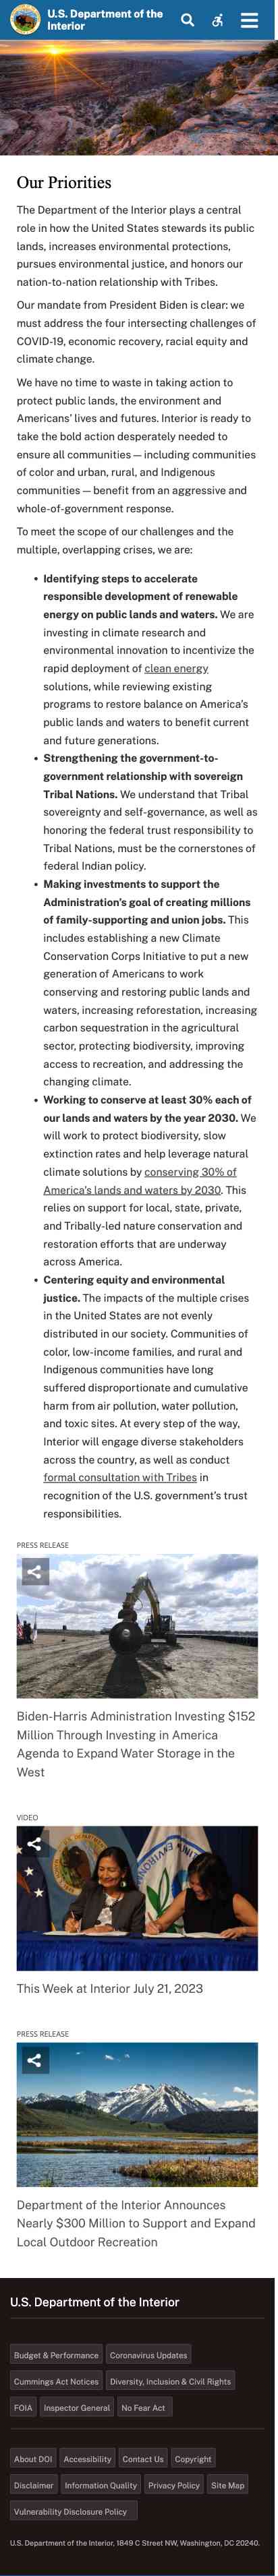 U.S. Department of the
Interior
Our Priorities
The Department of the Interior plays a central
role in how the United States stewards its public
lands, increases environmental protections,
pursues environmental justice, and honors our
nation-to-nation relationship with Tribes.
Our mandate from President Biden is clear: we
must address the four intersecting challenges of
COVID-19, economic recovery, racial equity and
climate change.
We have no time to waste in taking action to
protect public lands, the environment and
Americans' lives and futures. Interior is ready to
take the bold action desperately needed to
ensure all communities — including communities
of color and urban, rural, and Indigenous
communities — benefit from an aggressive and
whole-of-government response.
To meet the scope of our challenges and the
multiple, overlapping crises, we are:
• Identifying steps to accelerate
responsible development of renewable
energy on public lands and waters. We are
investing in climate research and
environmental innovation to incentivize the
rapid deployment of clean energy
solutions, while reviewing existing
programs to restore balance on America's
public lands and waters to benefit current
and future generations.
• Strengthening the government-to-
government relationship with sovereign
Tribal Nations. We understand that Tribal
sovereignty and self-governance, as well as
honoring the federal trust responsibility to
Tribal Nations, must be the cornerstones of
federal Indian policy.
• Making investments to support the
Administration's goal of creating millions
of family-supporting and union jobs. This
includes establishing a new Climate
Conservation Corps Initiative to put a new
generation of Americans to work
conserving and restoring public lands and
waters, increasing reforestation, increasing
carbon sequestration in the agricultural
sector, protecting biodiversity, improving
access to recreation, and addressing the
changing climate.
• Working to conserve at least 30% each of
our lands and waters by the year 2030. We
will work to protect biodiversity, slow
extinction rates and help leverage natural
climate solutions by conserving 30% of
America's lands and waters by 2030. This
relies on support for local, state, private,
and Tribally-led nature conservation and
restoration efforts that are underway
across America.
• Centering equity and environmental
justice. The impacts of the multiple crises
in the United States are not evenly
distributed in our society. Communities of
color, low-income families, and rural and
Indigenous communities have long
suffered disproportionate and cumulative
harm from air pollution, water pollution,
and toxic sites. At every step of the way,
Interior will engage diverse stakeholders
across the country, as well as conduct
formal consultation with Tribes in
recognition of the U.S. government's trust
responsibilities.
PRESS RELEASE
Biden-Harris Administration Investing $152
Million Through Investing in America
Agenda to Expand Water Storage in the
West
VIDEO
This Week at Interior July 21, 2023
PRESS RELEASE
Department of the Interior Announces
Nearly $300 Million to Support and Expand
Local Outdoor Recreation
U.S. Department of the Interior
Budget & Performance Coronavirus Updates
Cummings Act Notices Diversity, Inclusion & Civil Rights
FOIA Inspector General No Fear Act
About DOI Accessibility Contact Us Copyright
Disclaimer Information Quality Privacy Policy Site Map
Vulnerability Disclosure Policy
U.S. Department of the Interior, 1849 C Street NW, Washington, DC 20240.